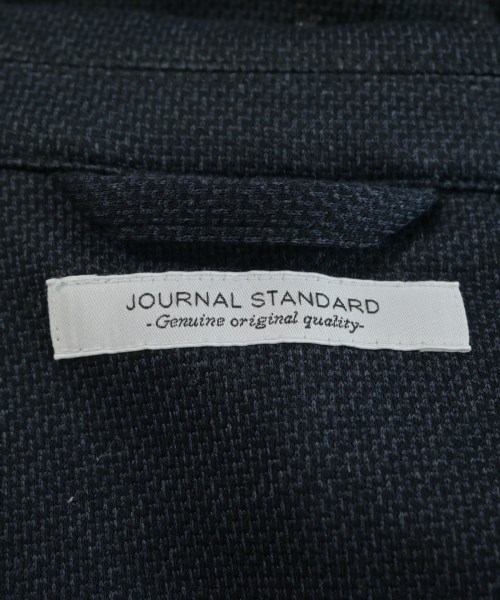 JOURNAL STANDARD
-Genuine original quality-